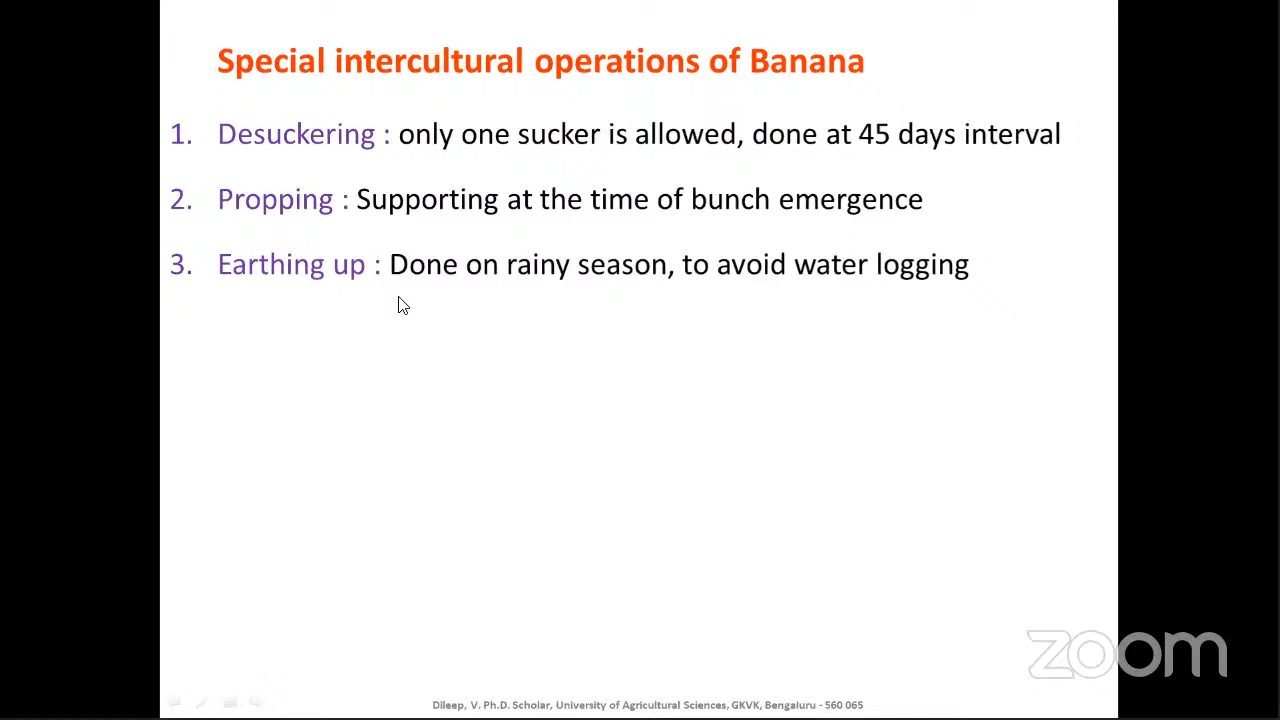 Special intercultural operations of Banana
1. Desuckering : only one sucker is allowed, done at 45 days interval
2. Propping : Supporting at the time of bunch emergence
3. Earthing up : Done on rainy season, to avoid water logging
zoom
Dileep, V. Ph.D. Scholar, University of Agricultural Sciences, GKVK, Bengaluru - 560 065